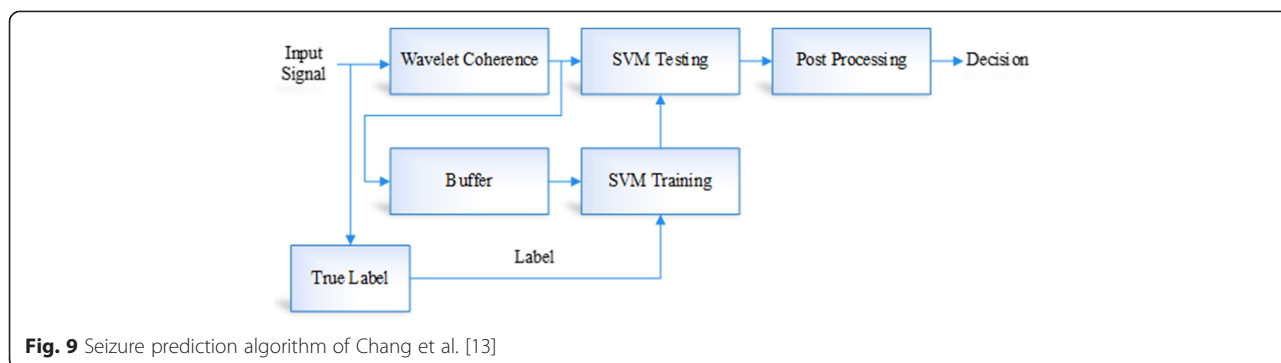 Input
Signal
Wavelet Coherence
SVM Testing
Post Processing
Decision
Buffer
SVM Training
True Label
Label
Fig. 9 Seizure prediction algorithm of Chang et al. [13]